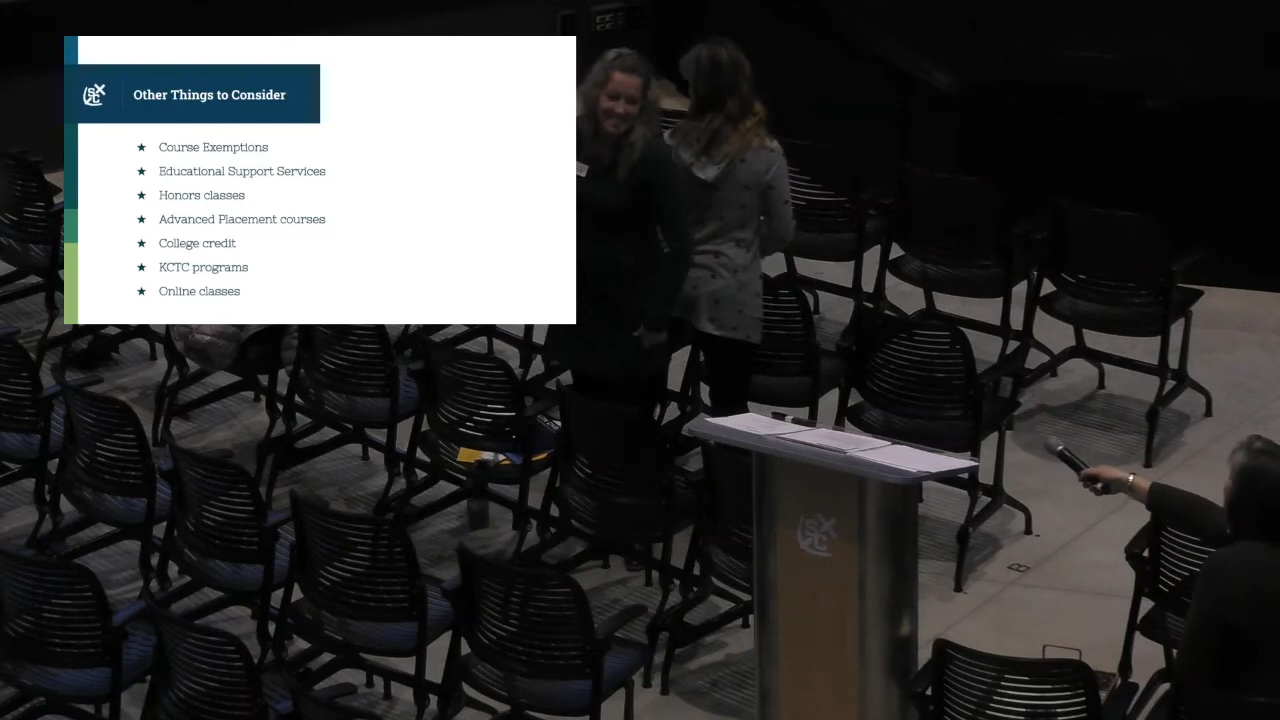 Other Things to Consider
★ Course Exemptions
★ Educational Support Services
★ Honors classes
★ Advanced Placement courses
★ College credit
★ KCTC programs
★ Online classes